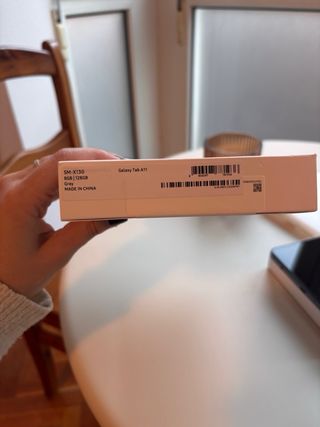 SM-X130
8GB | 128GB
Gray
MADE IN CHINA
Galaxy Tab A11